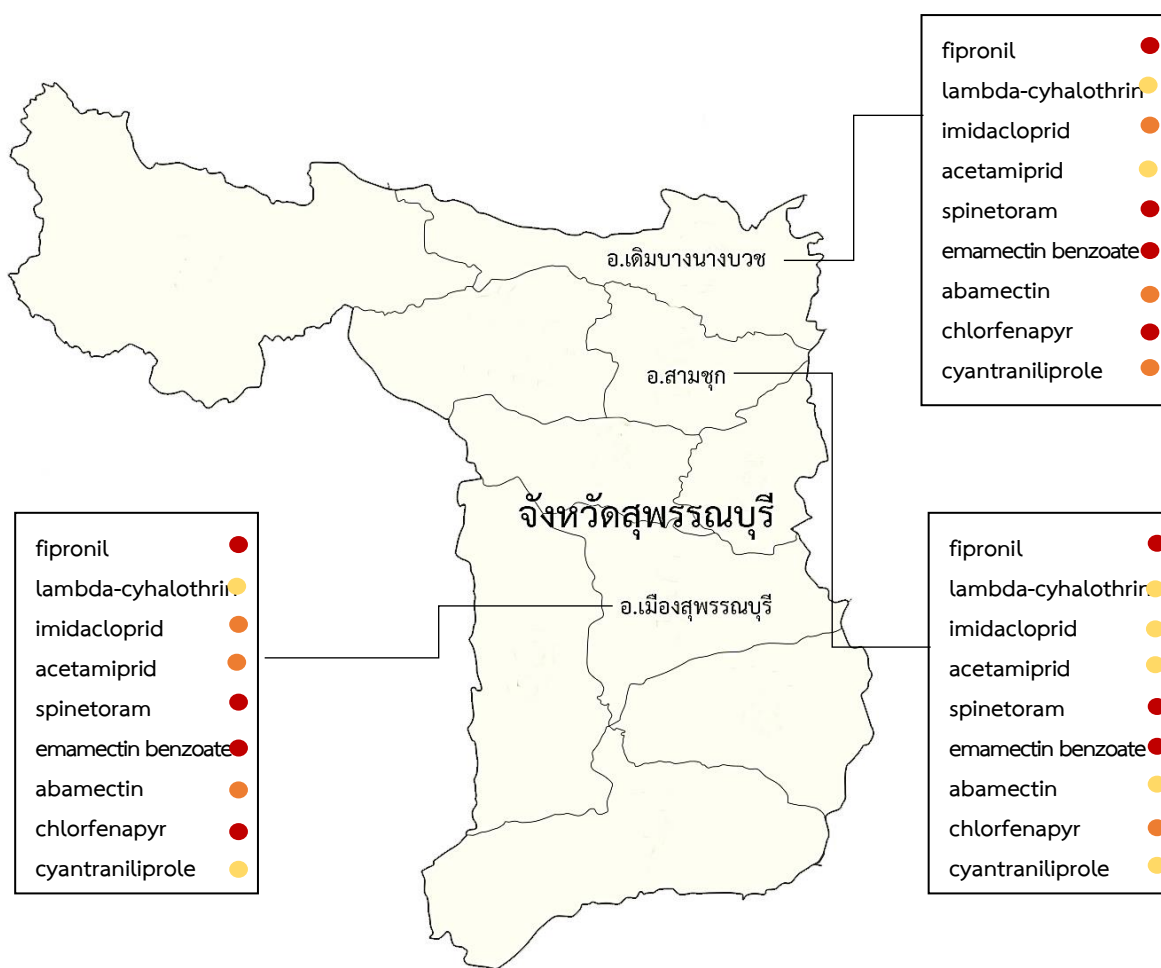 fipronil
lambda-cyhalothrin
imidacloprid
acetamiprid
spinetoram
emamectin benzoate
abamectin
chlorfenapyr
cyantraniliprole
อ.เดิมบางนางบวช
อ.สามชุก
จังหวัดสุพรรณบุรี
อ.เมืองสุพรรณบุรี
fipronil
lambda-cyhalothrin
imidacloprid
acetamiprid
spinetoram
emamectin benzoate
abamectin
chlorfenapyr
cyantraniliprole
fipronil
lambda-cyhalothrin
imidacloprid
acetamiprid
spinetoram
emamectin benzoate
abamectin
chlorfenapyr
cyantraniliprole